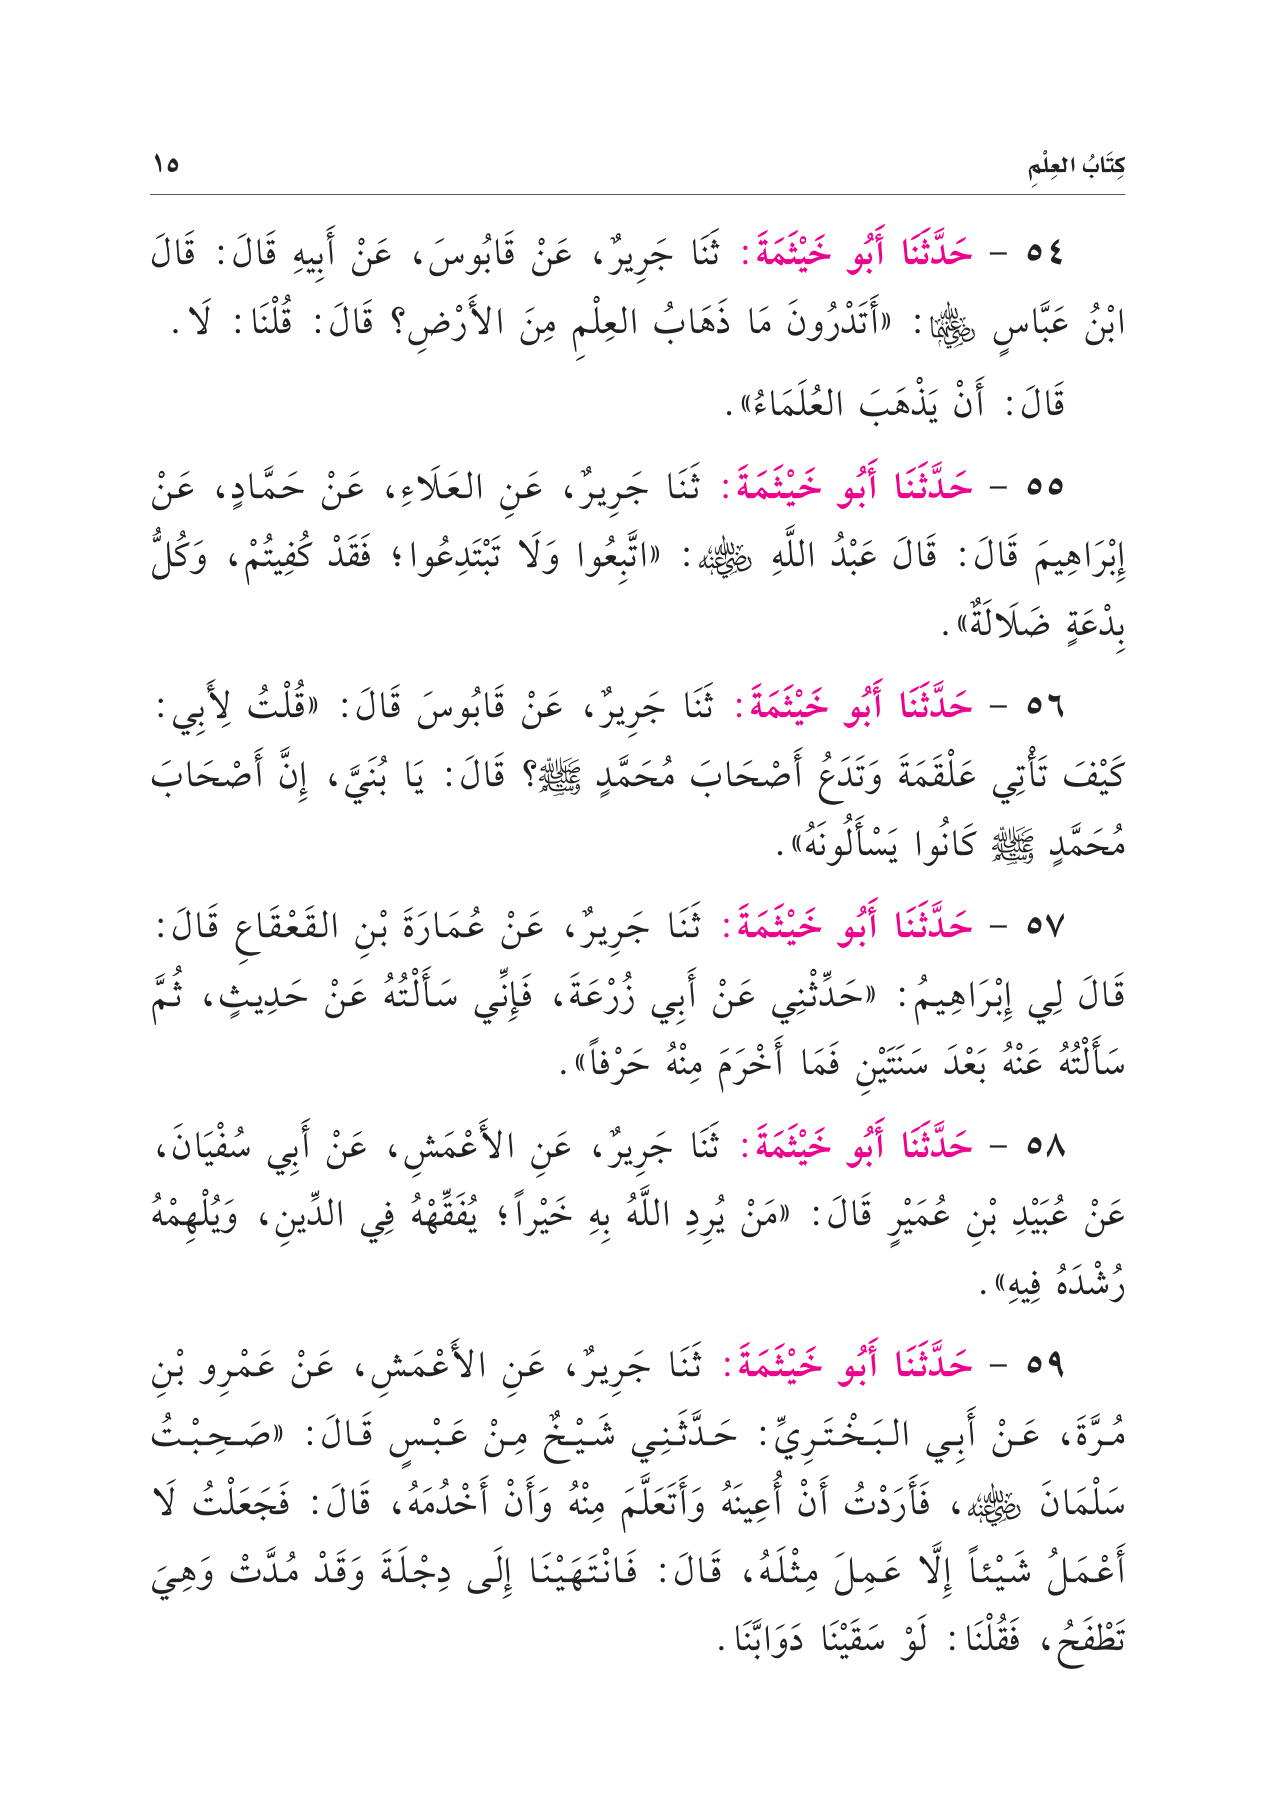 كِتَابُ العِلْمِ ١٥
٥٤ - حَدَّثَنَا أَبُو خَيْثَمَةَ: ثَنَا جَرِيرٌ، عَنْ قَابُوسَ، عَنْ أَبِيهِ قَالَ: قَالَ
ابْنُ عَبَّاسٍ رضي الله عنهما: «أَتَدْرُونَ مَا ذَهَابُ العِلْمِ مِنَ الأَرْضِ؟ قَالَ: قُلْنَا: لَا.
قَالَ: أَنْ يَذْهَبَ العُلَمَاءُ».
٥٥ - حَدَّثَنَا أَبُو خَيْثَمَةَ: ثَنَا جَرِيرٌ، عَنِ العَلَاءِ، عَنْ حَمَّادٍ، عَنْ
إِبْرَاهِيمَ قَالَ: قَالَ عَبْدُ اللَّهِ رضي الله عنه: «اتَّبِعُوا وَلَا تَبْتَدِعُوا؛ فَقَدْ كُفِيتُمْ، وَكُلُّ
بِدْعَةٍ ضَلَالَةٌ».
٥٦ - حَدَّثَنَا أَبُو خَيْثَمَةَ: ثَنَا جَرِيرٌ، عَنْ قَابُوسَ قَالَ: «قُلْتُ لِأَبِي:
كَيْفَ تَأْتِي عَلْقَمَةَ وَتَدَعُ أَصْحَابَ مُحَمَّدٍ ﷺ؟ قَالَ: يَا بُنَيَّ، إِنَّ أَصْحَابَ
مُحَمَّدٍ ﷺ كَانُوا يَسْأَلُونَهُ».
٥٧ - حَدَّثَنَا أَبُو خَيْثَمَةَ: ثَنَا جَرِيرٌ، عَنْ عُمَارَةَ بْنِ القَعْقَاعِ قَالَ:
قَالَ لِي إِبْرَاهِيمُ: «حَدِّثْنِي عَنْ أَبِي زُرْعَةَ، فَإِنِّي سَأَلْتُهُ عَنْ حَدِيثٍ، ثُمَّ
سَأَلْتُهُ عَنْهُ بَعْدَ سَنَتَيْنِ فَمَا أَخْرَمَ مِنْهُ حَرْفاً».
٥٨ - حَدَّثَنَا أَبُو خَيْثَمَةَ: ثَنَا جَرِيرٌ، عَنِ الأَعْمَشِ، عَنْ أَبِي سُفْيَانَ،
عَنْ عُبَيْدِ بْنِ عُمَيْرٍ قَالَ: «مَنْ يُرِدِ اللَّهُ بِهِ خَيْراً؛ يُفَقِّهْهُ فِي الدِّينِ، وَيُلْهِمْهُ
رُشْدَهُ فِيهِ».
٥٩ - حَدَّثَنَا أَبُو خَيْثَمَةَ: ثَنَا جَرِيرٌ، عَنِ الأَعْمَشِ، عَنْ عَمْرِو بْنِ
مُرَّةَ، عَنْ أَبِي البَخْتَرِيِّ: حَدَّثَنِي شَيْخٌ مِنْ عَبْسٍ قَالَ: «صَحِبْتُ
سَلْمَانَ رضي الله عنه، فَأَرَدْتُ أَنْ أُعِينَهُ وَأَتَعَلَّمَ مِنْهُ وَأَنْ أَخْدُمَهُ، قَالَ: فَجَعَلْتُ لَا
أَعْمَلُ شَيْئاً إِلَّا عَمِلَ مِثْلَهُ، قَالَ: فَانْتَهَيْنَا إِلَى دِجْلَةَ وَقَدْ مُدَّتْ وَهِيَ
تَطْفَحُ، فَقُلْنَا: لَوْ سَقَيْنَا دَوَابَّنَا.